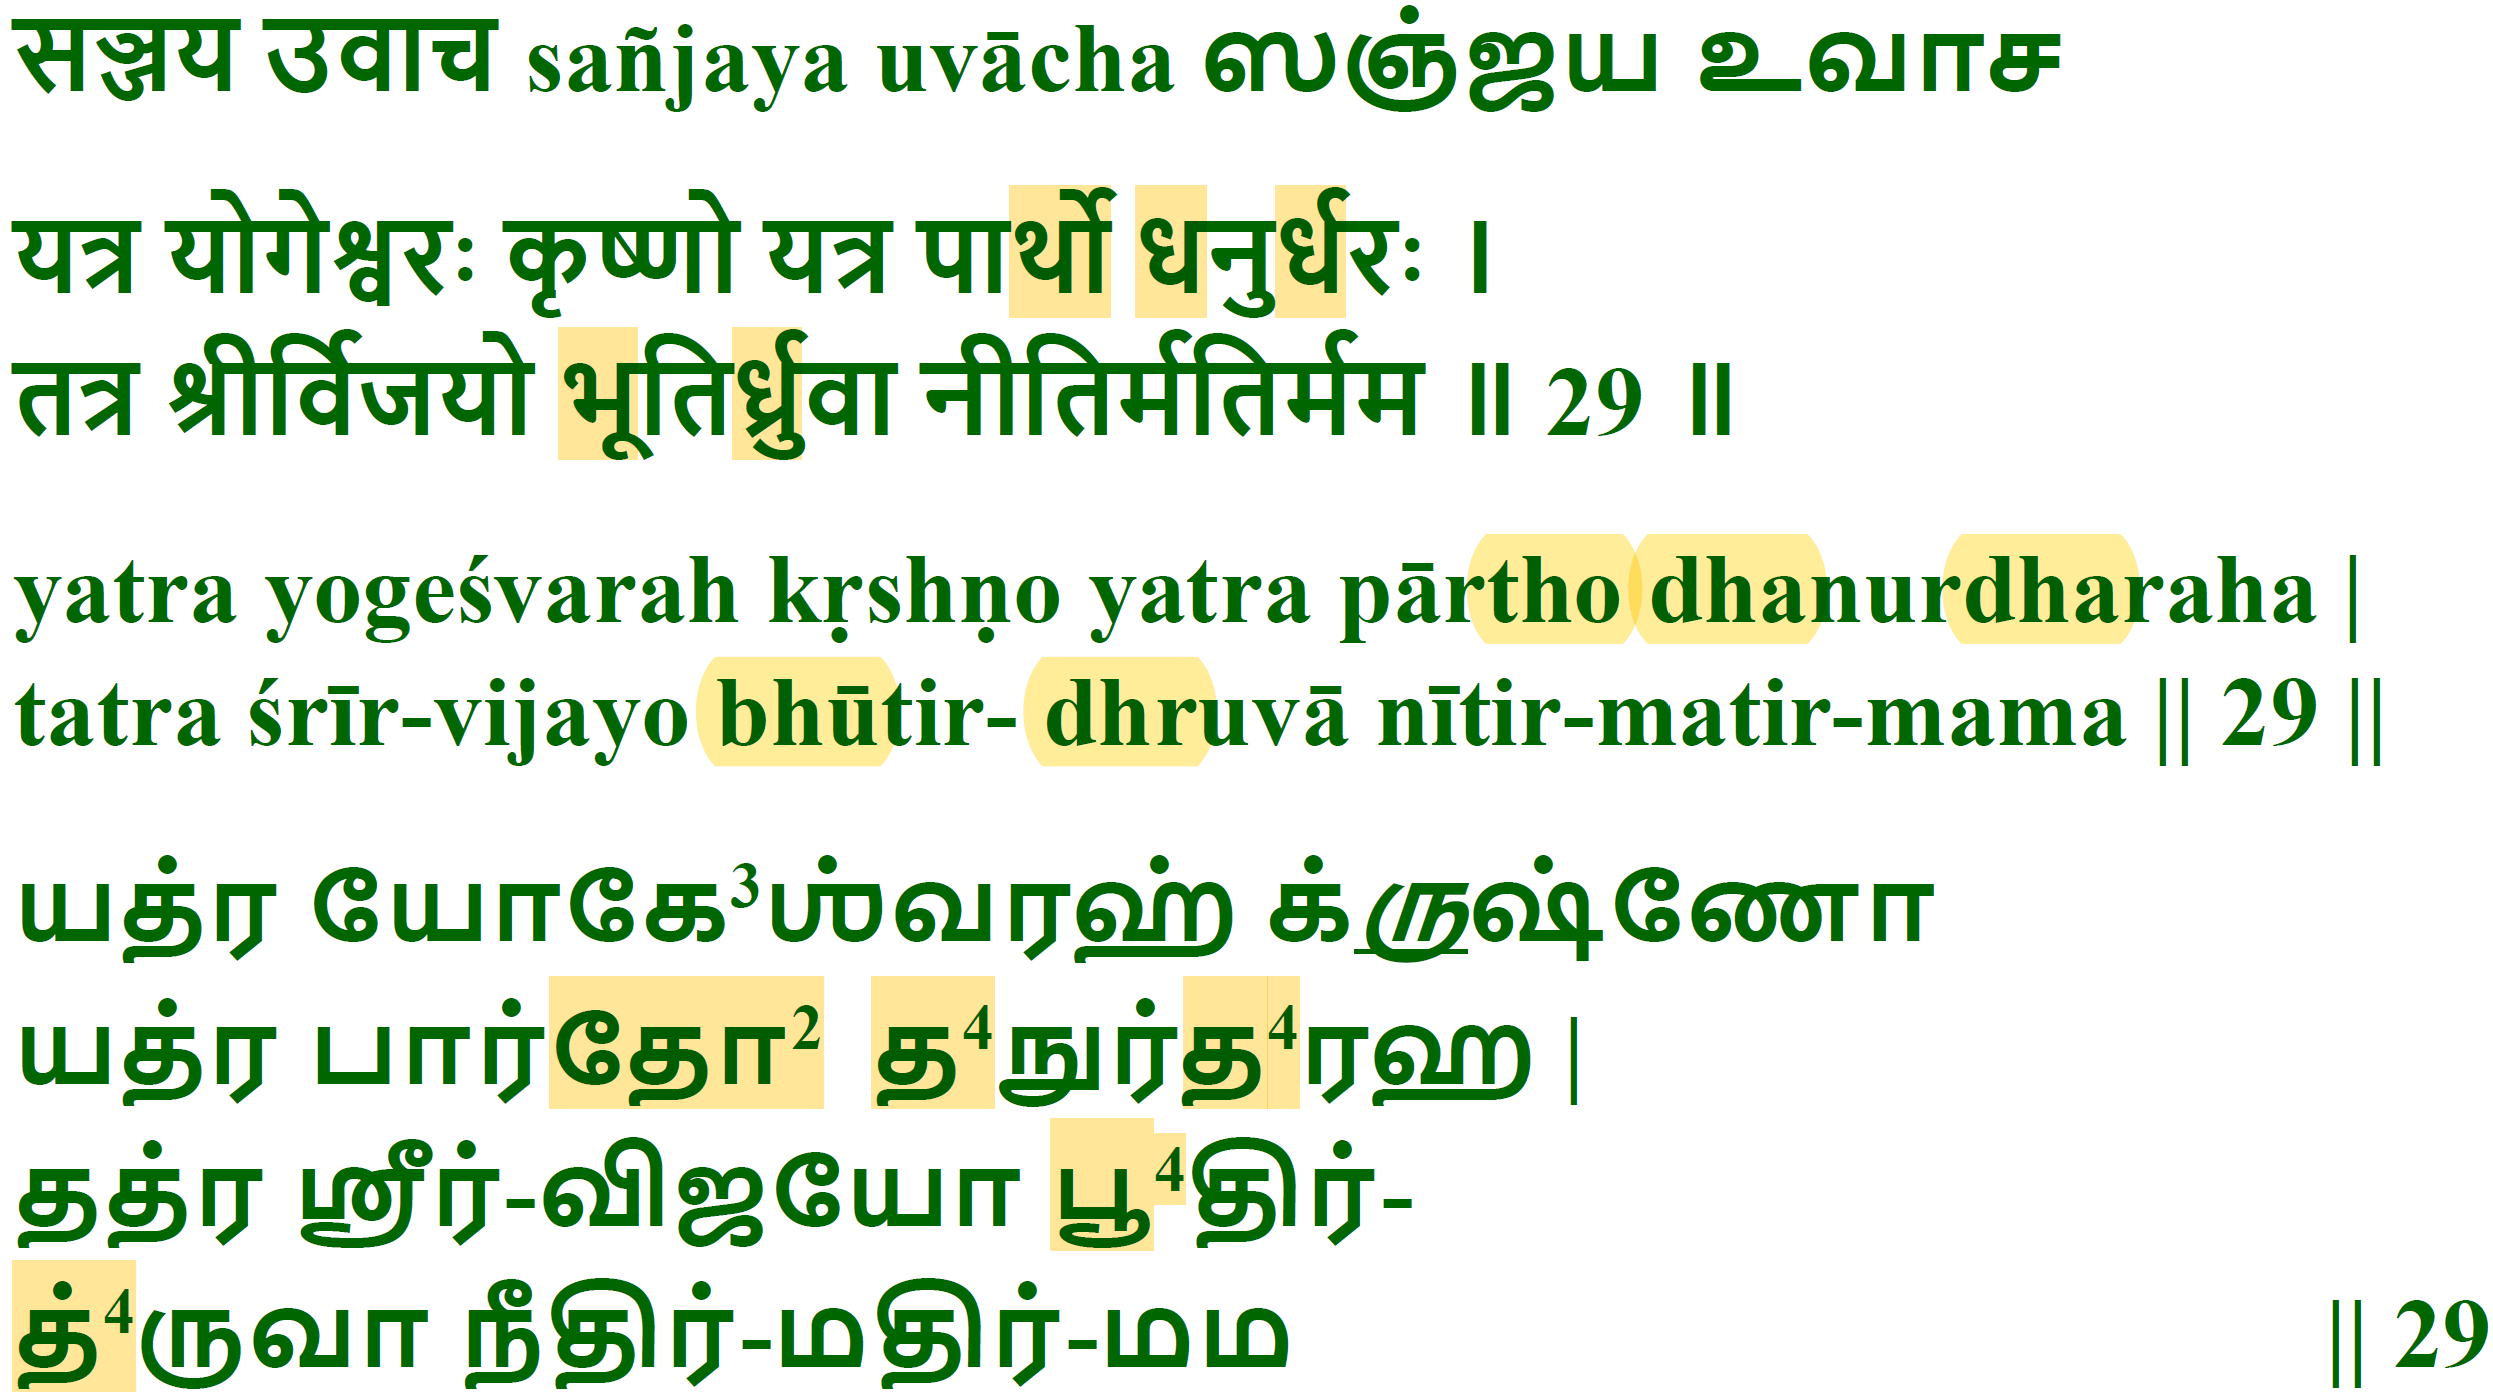 सञ्जय उवाच sañjaya uvācha ஸஞ்ஜய உவாச
यत्र योगेश्वरः कृष्णो यत्र पार्थो धनुर्धरः ।
तत्र श्रीर्विजयो भूतिर्ध्रुवा नीतिर्मतिर्मम ॥ 29 ॥
yatra yogeśvarah kṛshṇo yatra pārtho dhanurdharaha |
tatra śrīr-vijayo bhūtir- dhruvā nītir-matir-mama || 29 ||
யத்ர யோகே³ஶ்வரஹ் க்ருஷ்ணோ
யத்ர பார்தோ² த⁴நுர்த⁴ரஹ |
தத்ர ஶ்ரீர்-விஜயோ பூ⁴திர்-
த்⁴ருவா நீதிர்-மதிர்-மம || 29